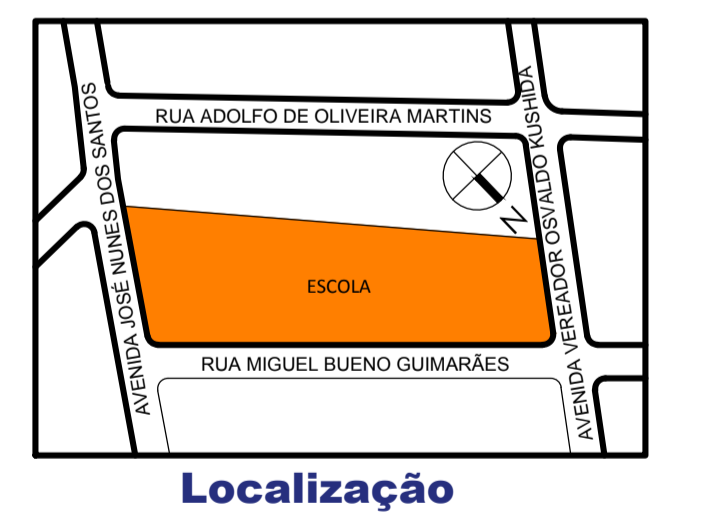 RUA ADOLFO DE OLIVEIRA MARTINS
AVENIDA JOSÉ NUNES DOS SANTOS
AVENIDA VEREADOR OSVALDO KUSHIDA
N
ESCOLA
RUA MIGUEL BUENO GUIMARÃES
Localização